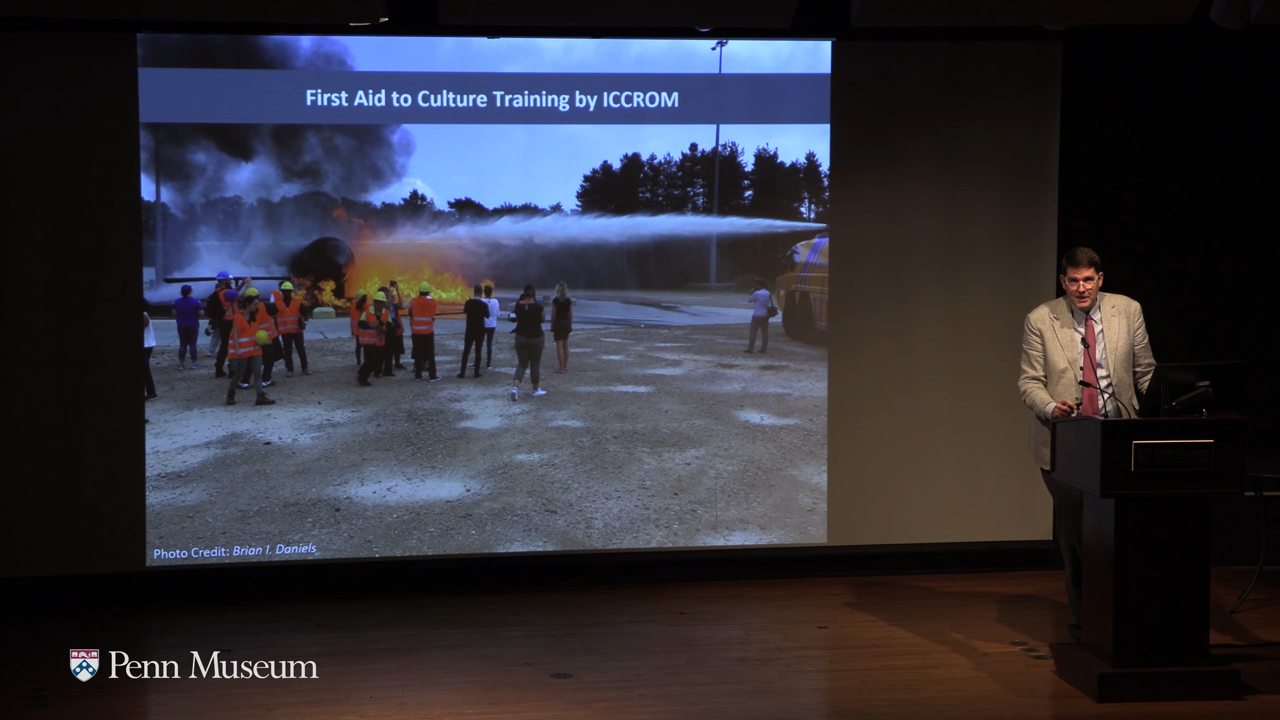 First Aid to Culture Training by ICCROM
Photo Credit: Brian I. Daniels
Penn Museum